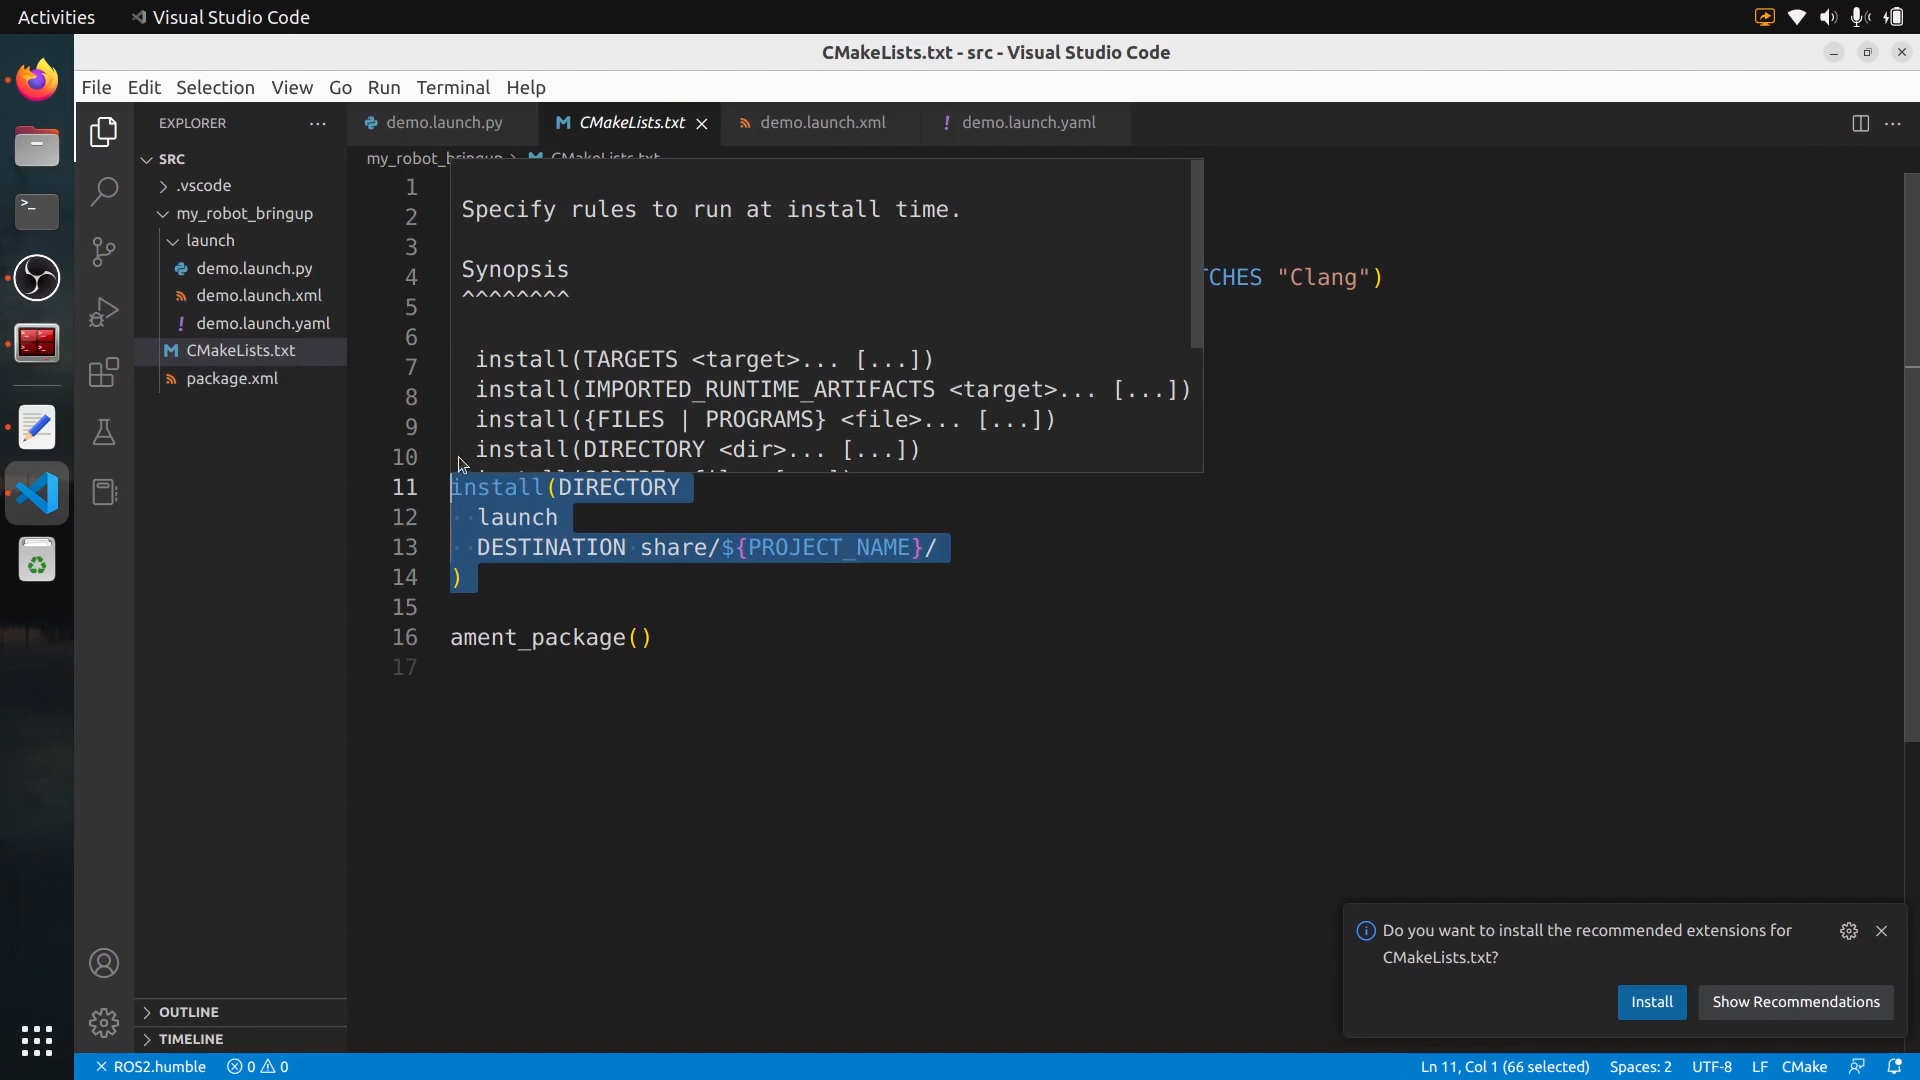 Activities
Visual Studio Code
CMakeLists.txt - src - Visual Studio Code
File Edit Selection View Go Run Terminal Help
EXPLORER
demo.launch.py
CMakeLists.txt
demo.launch.xml
demo.launch.yaml
SRC
.vscode
my_robot_bringup
launch
demo.launch.py
demo.launch.xml
demo.launch.yaml
CMakeLists.txt
package.xml
OUTLINE
TIMELINE
my_robot_bringup > CMakeLists.txt
1
2
3
4
5
6
7
8
9
10
Specify rules to run at install time.
Synopsis
^^^^^^^^
install(TARGETS <target>... [...])
install(IMPORTED_RUNTIME_ARTIFACTS <target>... [...])
install({FILES | PROGRAMS} <file>... [...])
install(DIRECTORY <dir>... [...])
TCHES "Clang")
11 install(DIRECTORY
12 launch
13 DESTINATION share/${PROJECT_NAME}/
14 )
15
16 ament_package()
17
Do you want to install the recommended extensions for
CMakeLists.txt?
Install
Show Recommendations
ROS2.humble
0 0
Ln 11, Col 1 (66 selected)
Spaces: 2
UTF-8
LF
CMake